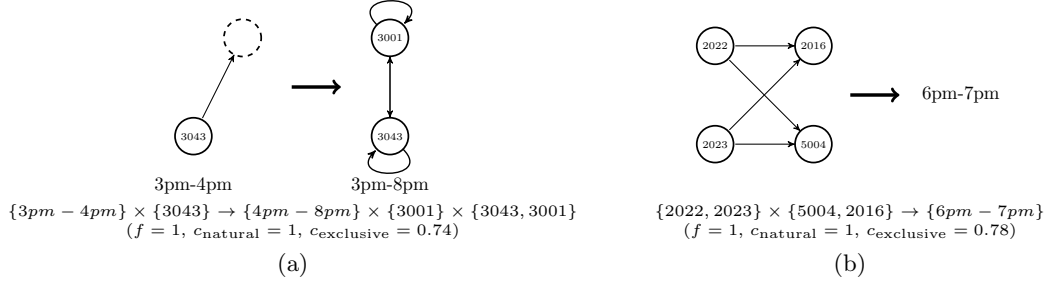 3001
3043
3043
3pm-4pm
3pm-8pm
{3pm − 4pm} × {3043} → {4pm − 8pm} × {3001} × {3043, 3001}
(f = 1, c_natural = 1, c_exclusive = 0.74)
(a)
2022
2016
2023
5004
6pm-7pm
{2022, 2023} × {5004, 2016} → {6pm − 7pm}
(f = 1, c_natural = 1, c_exclusive = 0.78)
(b)